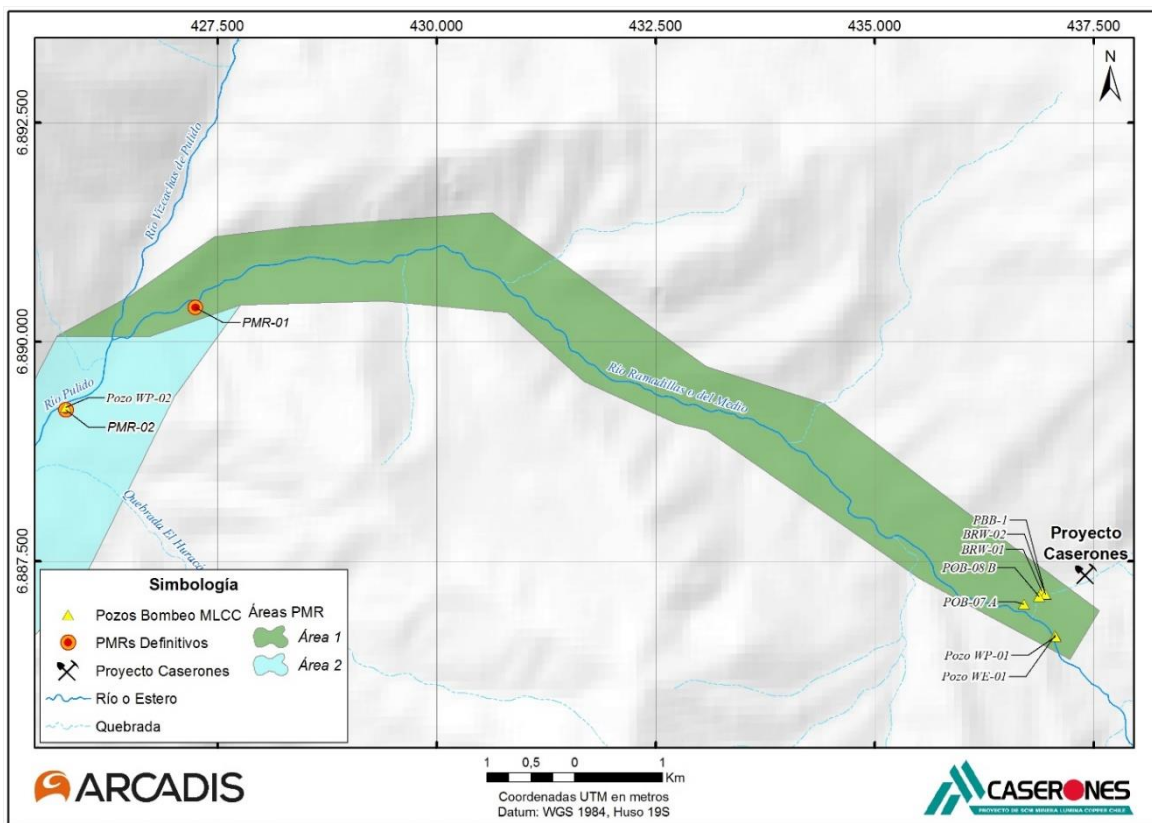 427.500
430.000
432.500
435.000
437.500
6.892.500
6.890.000
6.887.500
N
Río Vizcachas de Pulido
PMR-01
Río Pulido
Pozo WP-02
PMR-02
Río Ramadillas o del Medio
PBB-1
BRW-02
BRW-01
POB-08 B
POB-07 A
Pozo WP-01
Pozo WE-01
Proyecto
Caserones
Simbología
Pozos Bombeo MLCC
PMRs Definitivos
Proyecto Caserones
Río o Estero
Quebrada
Áreas PMR
Área 1
Área 2
ARCADIS
1 0,5 0 1
Km
Coordenadas UTM en metros
Datum: WGS 1984, Huso 19S
CASERONES
PROYECTO DE SCM MINERA LUMINA COPPER CHILE
Quebrada El